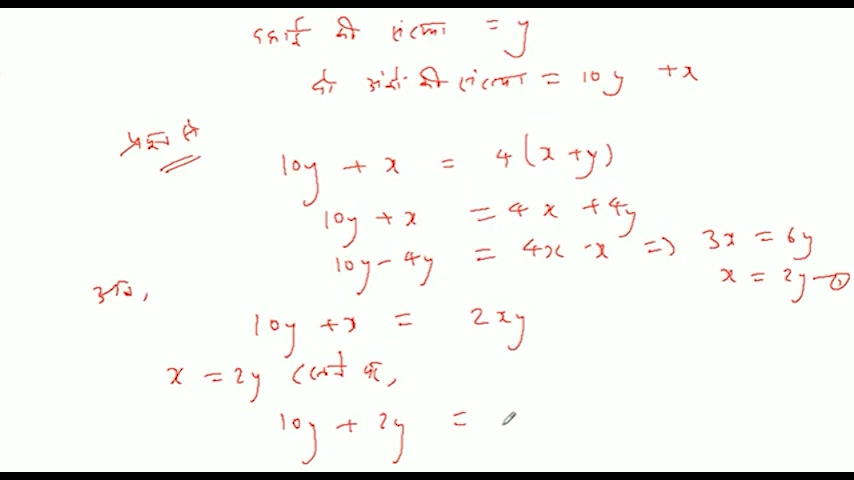 दहाई की संख्या = y
दो अंकों की संख्या = 10y + x
प्रश्न से
10y + x = 4(x + y)
10y + x = 4x + 4y
10y - 4y = 4x - x => 3x = 6y
x = 2y - ①
अब,
10y + x = 2xy
x = 2y रखने पर,
10y + 2y =